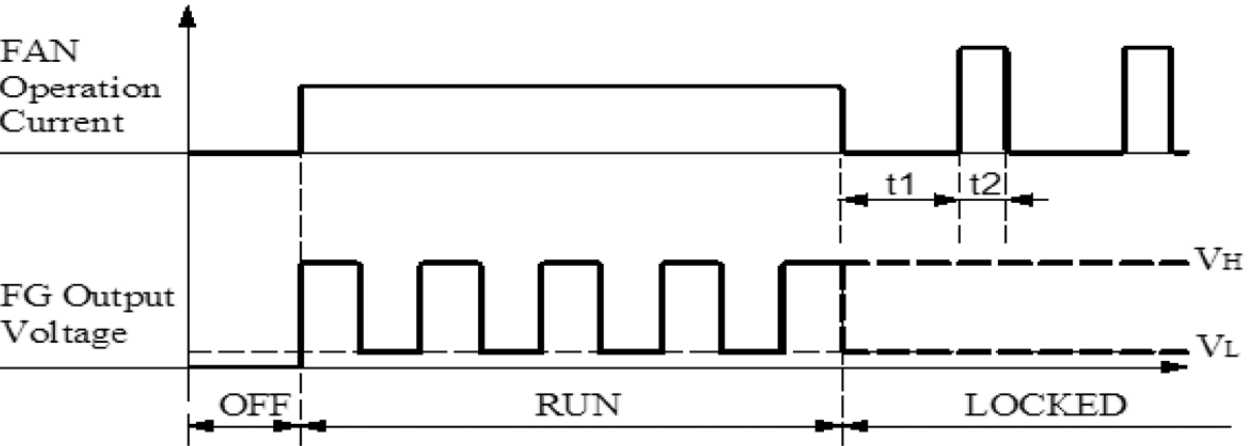 FAN
Operation
Current
t1
t2
VH
FG Output
Voltage
VL
OFF
RUN
LOCKED